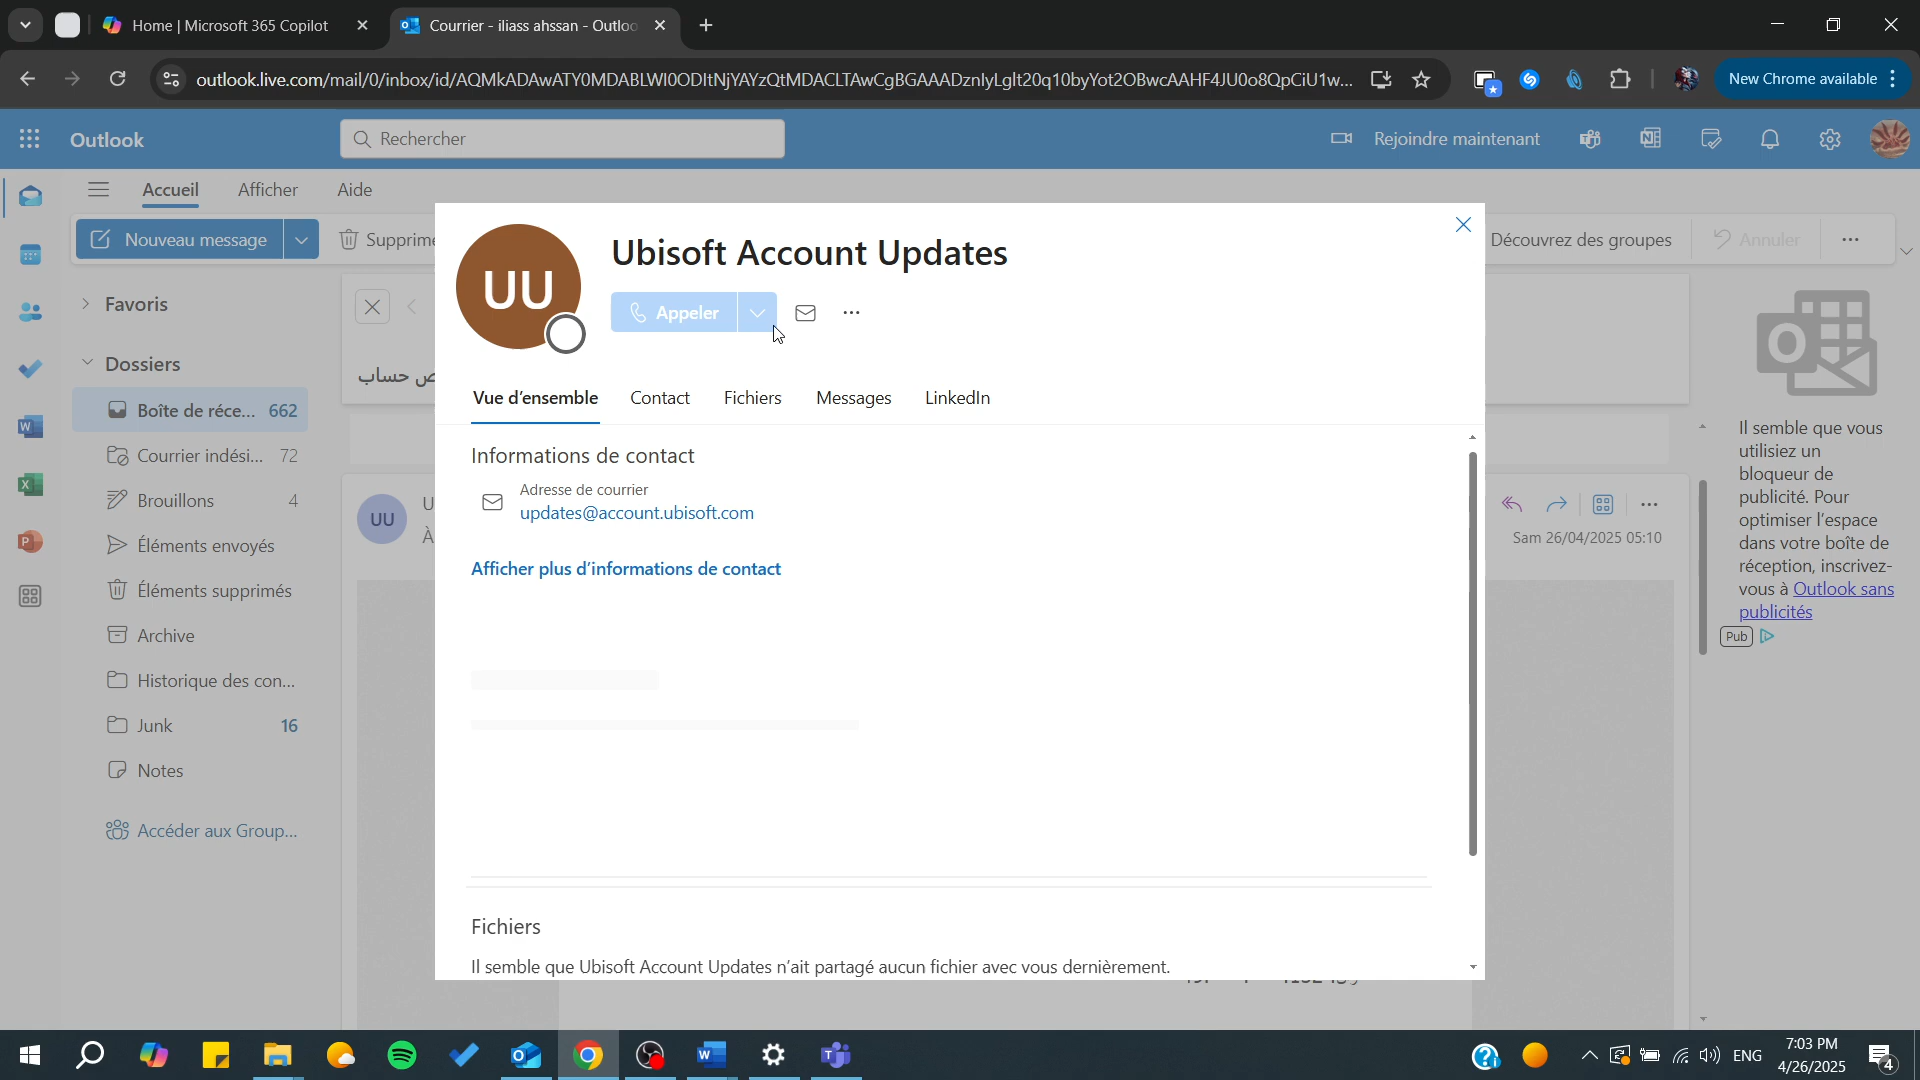 Home | Microsoft 365 Copilot
Courrier - iliass ahssan - Outloo
outlook.live.com/mail/0/inbox/id/AQMkADAwATY0MDABLWI0ODItNjYAYzQtMDACLTAwCgBGAAADznIyLgIt20q10byYot2OBwcAAHF4JU0o8QpCiU1w...
New Chrome available
Outlook
Rechercher
Rejoindre maintenant
Accueil
Afficher
Aide
Nouveau message
Supprime
Découvrez des groupes
Annuler
Favoris
Dossiers
Boîte de réce... 662
Courrier indési... 72
Brouillons 4
Éléments envoyés
Éléments supprimés
Archive
Historique des con...
Junk 16
Notes
Accéder aux Group...
ص حساب
UU
U
À
UU
Ubisoft Account Updates
Appeler
Vue d'ensemble
Contact
Fichiers
Messages
LinkedIn
Informations de contact
Adresse de courrier
updates@account.ubisoft.com
Afficher plus d'informations de contact
Fichiers
Il semble que Ubisoft Account Updates n'ait partagé aucun fichier avec vous dernièrement.
Sam 26/04/2025 05:10
Il semble que vous
utilisiez un
bloqueur de
publicité. Pour
optimiser l'espace
dans votre boîte de
réception, inscrivez-
vous à Outlook sans
publicités
Pub
ENG
7:03 PM
4/26/2025
4